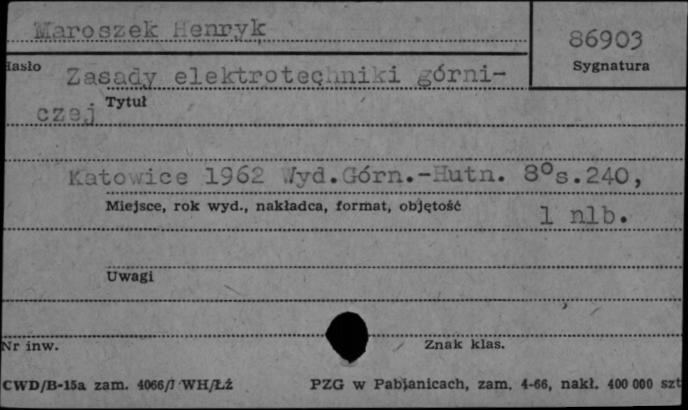 Maroszek Henryk
86903
Sygnatura
Hasło
Zasady elektrotechniki górni-
Tytuł
czej
Katowice 1962 Wyd.Górn.-Hutn. 8°s.240,
Miejsce, rok wyd., nakładca, format, objętość
1 nlb.
Uwagi
Nr inw.
Znak klas.
CWD/B-15a zam. 4066/I WH/Łź
PZG w Pabianicach, zam. 4-66, nakł. 400 000 szt